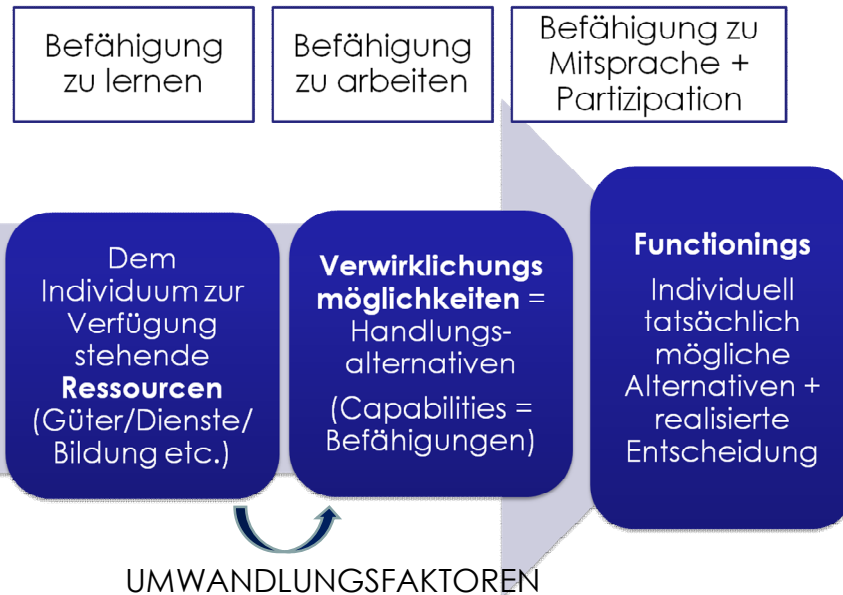 Befähigung
zu lernen
Befähigung
zu arbeiten
Befähigung zu
Mitsprache +
Partizipation
Dem
Individuum zur
Verfügung
stehende
Ressourcen
(Güter/Dienste/
Bildung etc.)
Verwirklichungs
möglichkeiten =
Handlungs-
alternativen
(Capabilities =
Befähigungen)
Functionings
Individuell
tatsächlich
mögliche
Alternativen +
realisierte
Entscheidung
UMWANDLUNGSFAKTOREN